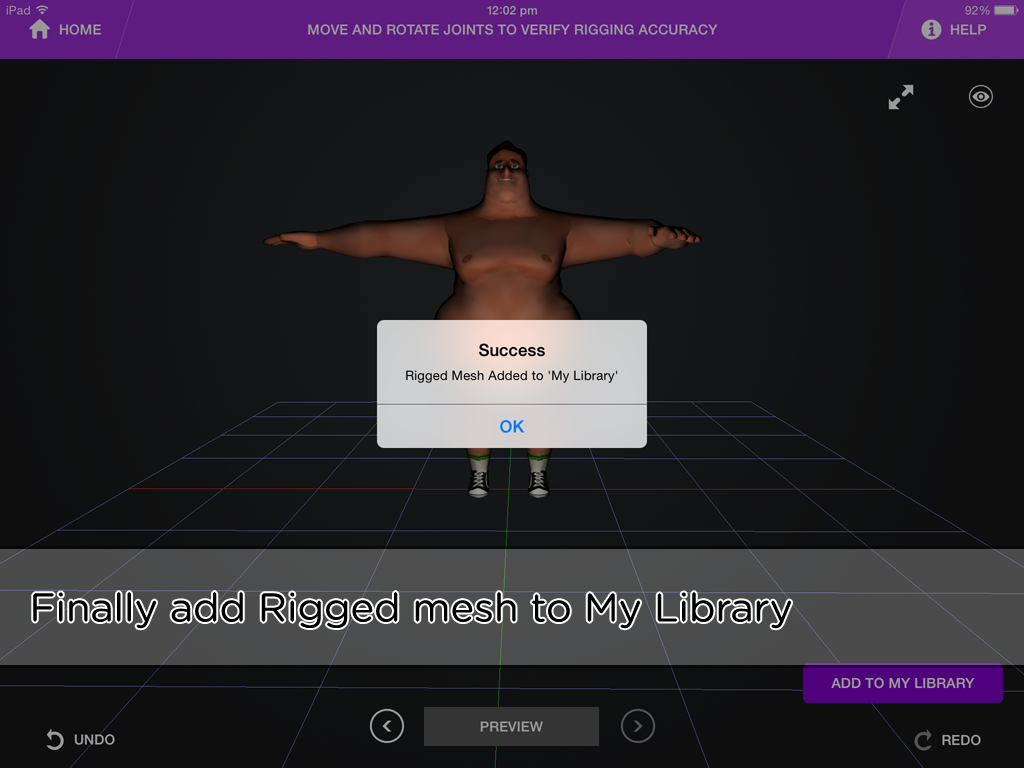 iPad
12:02 pm
92%
HOME
MOVE AND ROTATE JOINTS TO VERIFY RIGGING ACCURACY
HELP
Success
Rigged Mesh Added to 'My Library'
OK
Finally add Rigged mesh to My Library
ADD TO MY LIBRARY
PREVIEW
UNDO
REDO